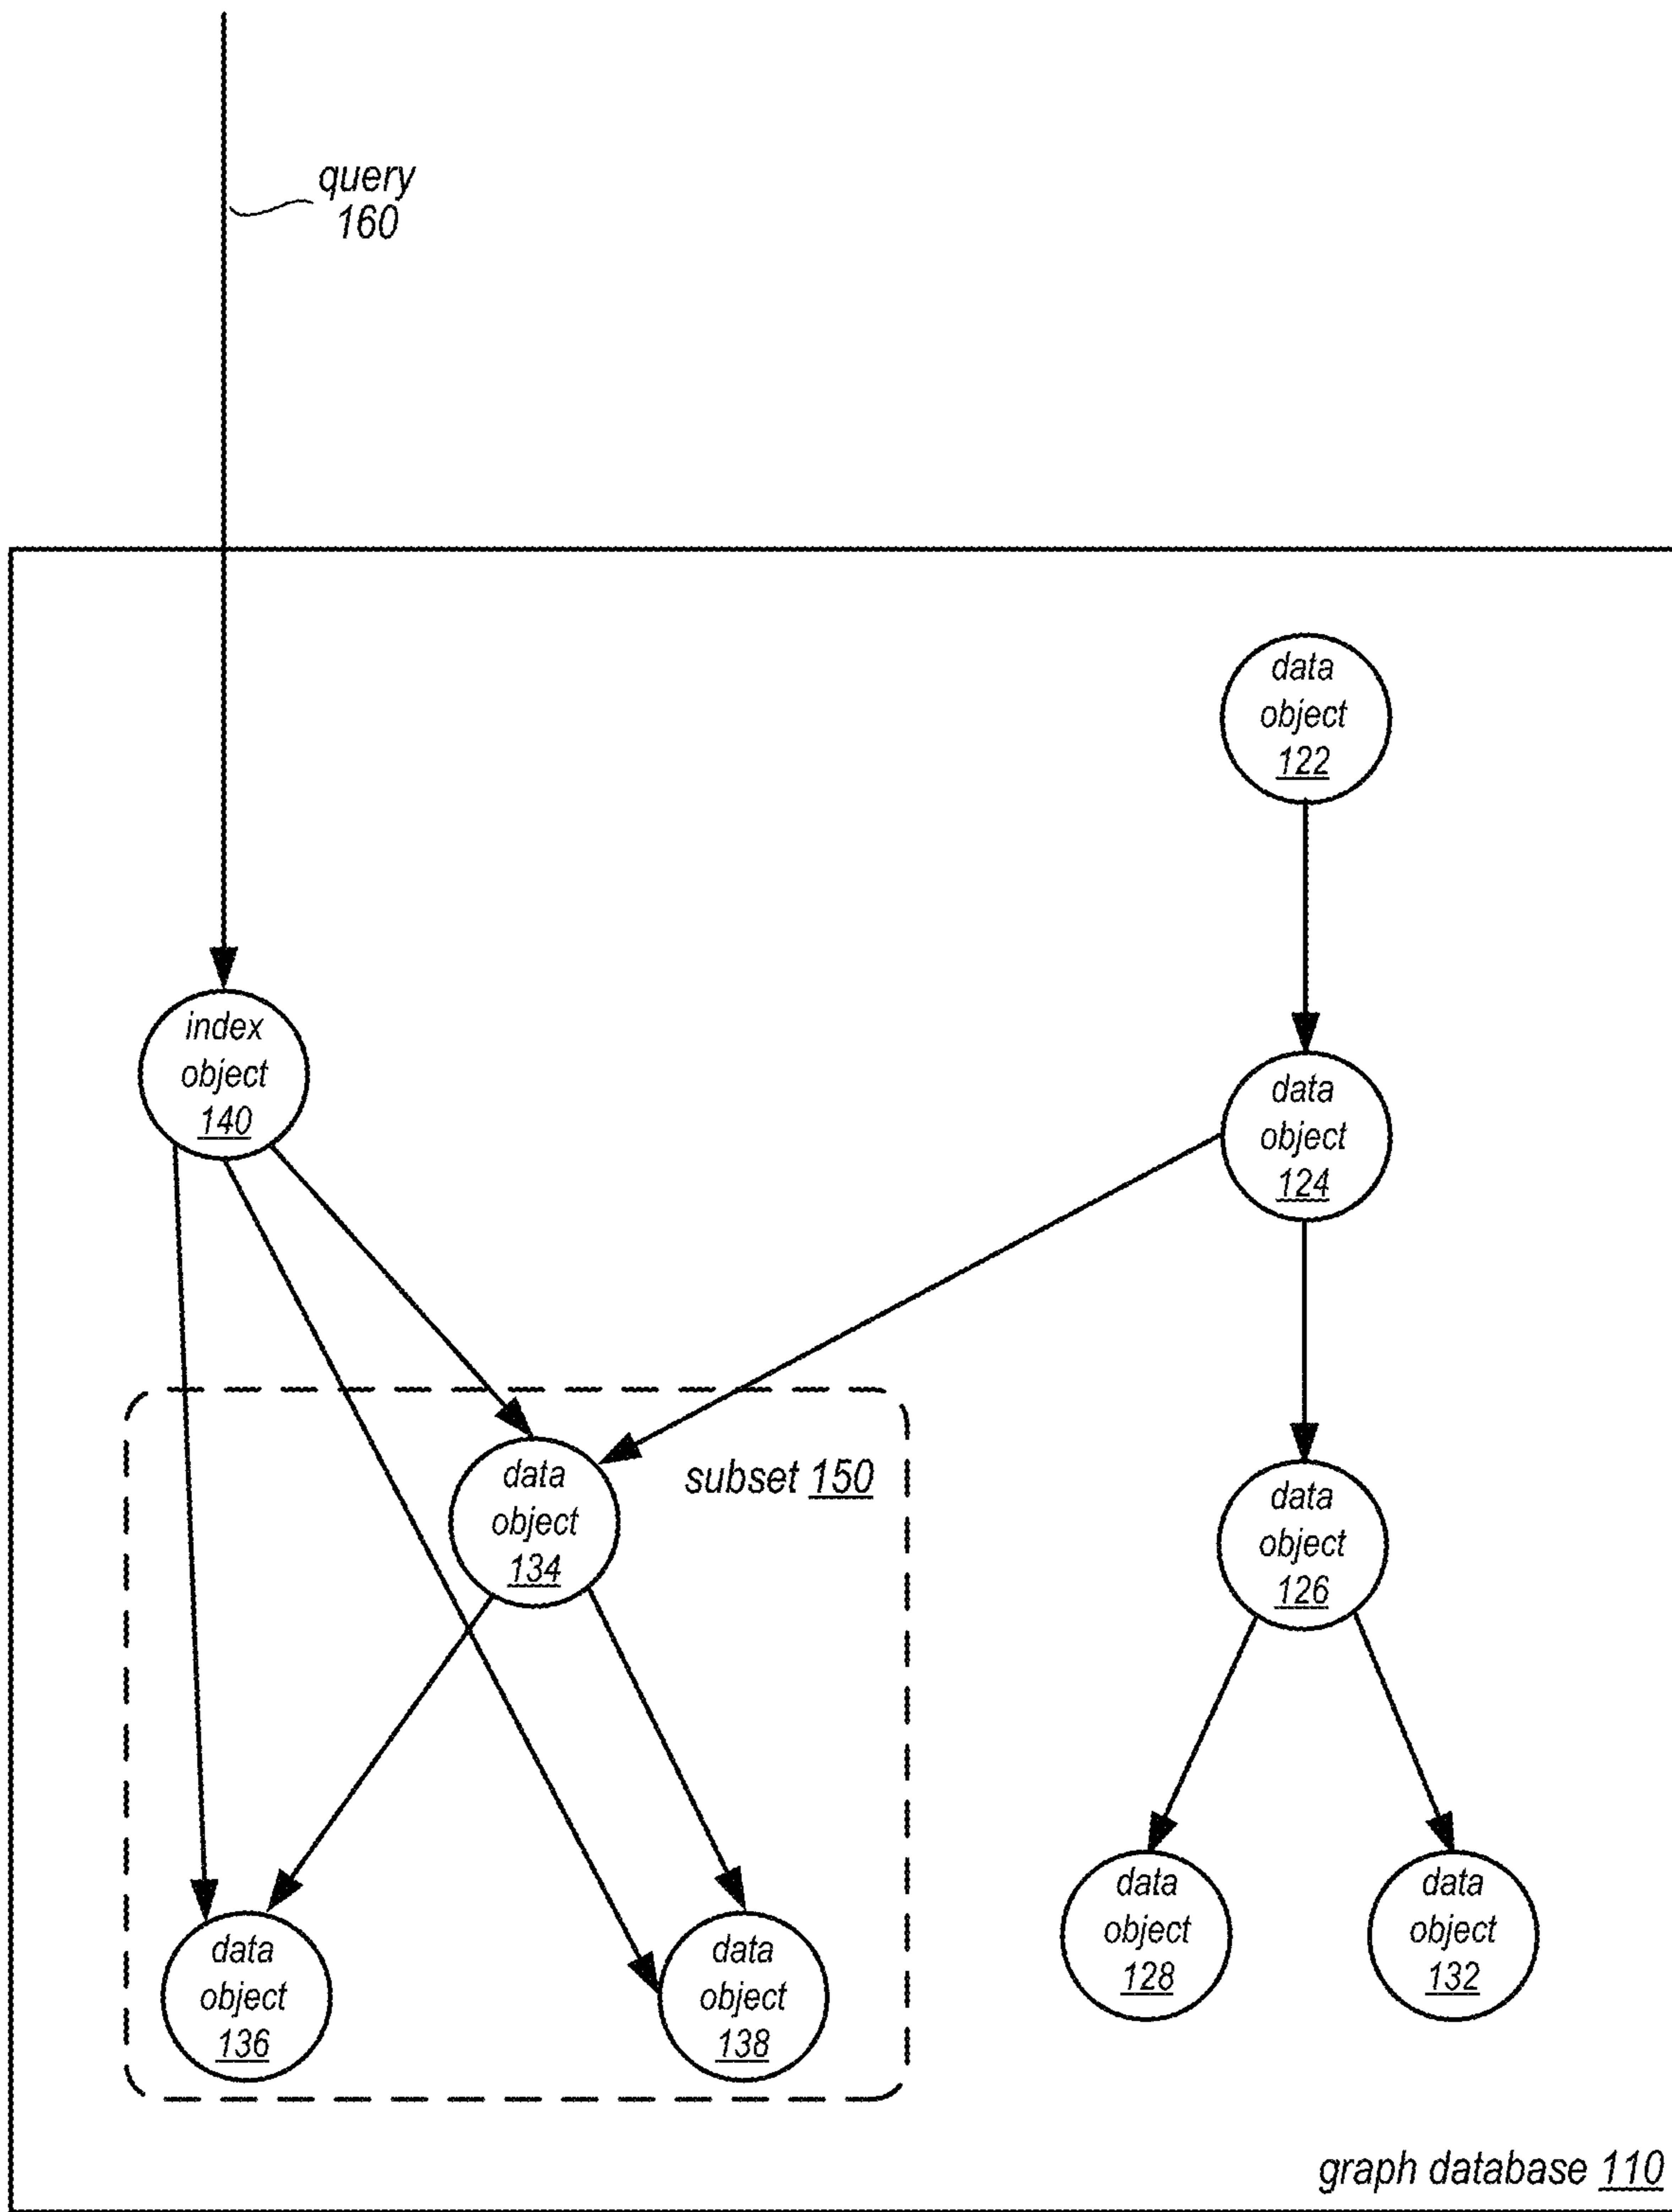 query
160
data
object
122
index
object
140
data
object
124
data
object
134
subset 150
data
object
126
data
object
136
data
object
138
data
object
128
data
object
132
graph database 110